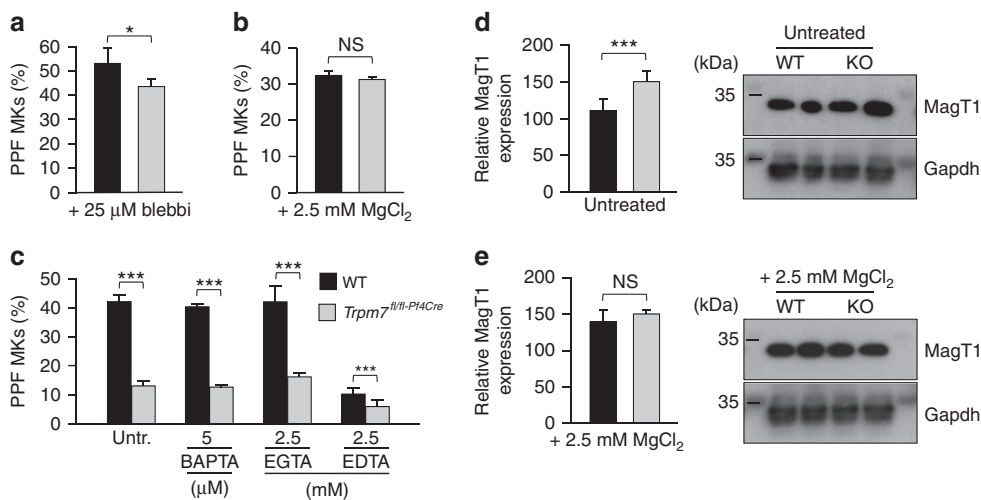 a
*
PPF MKs (%)
60
50
40
30
20
10
0
+ 25 μM blebbi
b
NS
PPF MKs (%)
40
30
20
10
0
+ 2.5 mM MgCl₂
c
PPF MKs (%)
50
40
30
20
10
0
*** *** *** ***
WT
Trpm7 fl/fl-Pf4Cre
Untr. 5 2.5 2.5
BAPTA EGTA EDTA
(μM) (mM)
d
***
Relative MagT1
expression
200
150
100
50
0
Untreated
Untreated
(kDa) WT KO
35 MagT1
35 Gapdh
e
NS
Relative MagT1
expression
200
150
100
50
0
+ 2.5 mM MgCl₂
+ 2.5 mM MgCl₂
(kDa) WT KO
35 MagT1
35 Gapdh